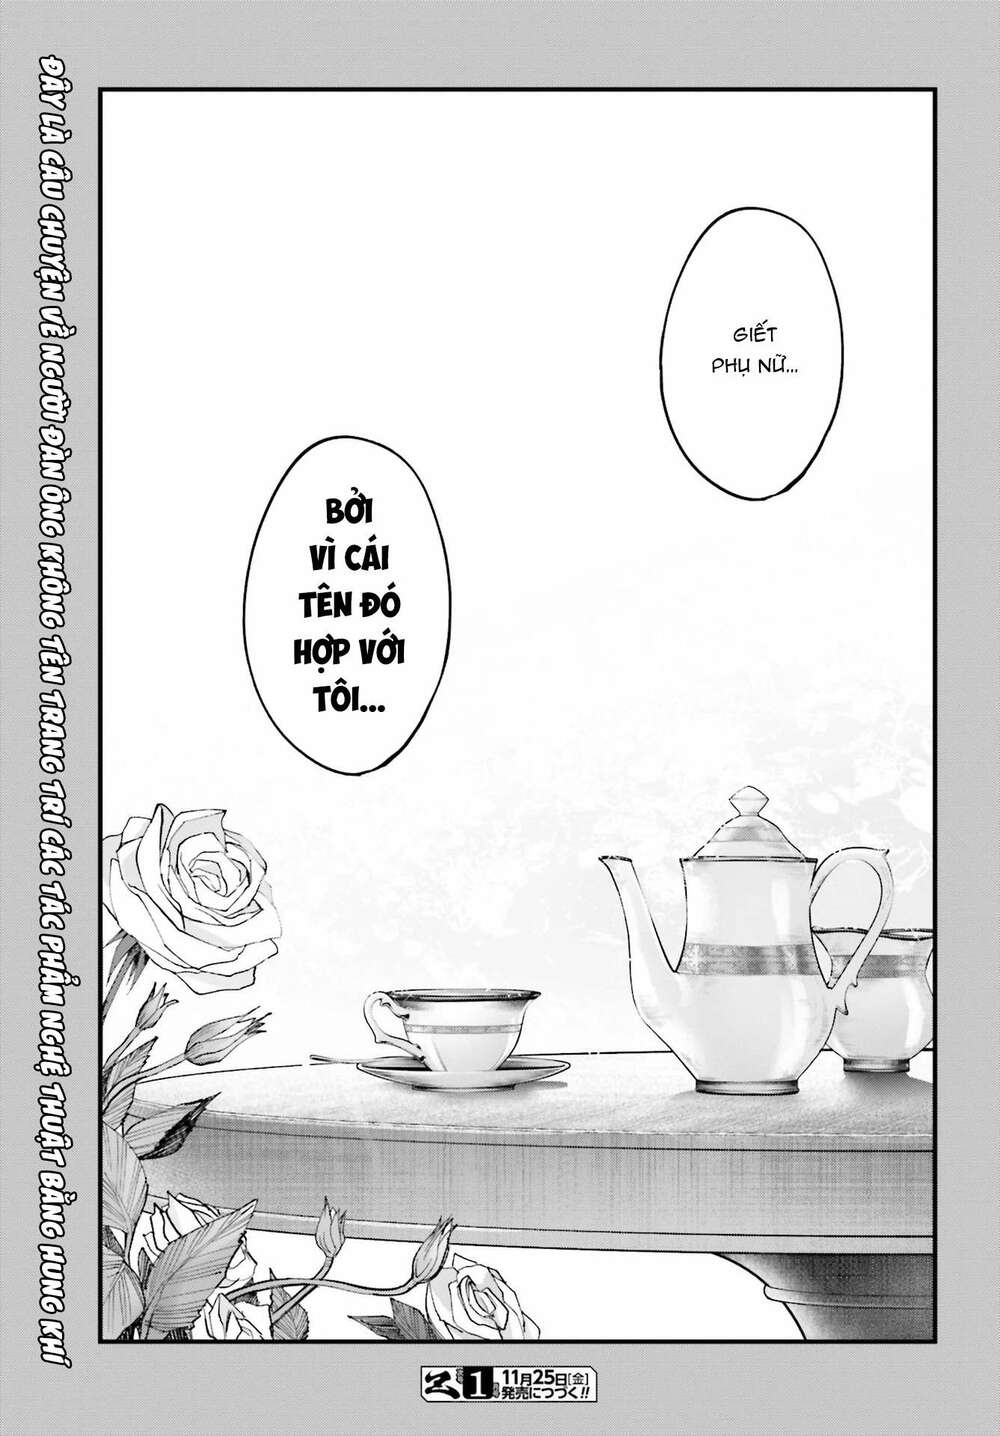 GIẾT
PHỤ NỮ...
BỞI
VÌ CÁI
TÊN ĐÓ
HỢP VỚI
TÔI...
ĐÂY LÀ CÂU CHUYỆN VỀ NGƯỜI ĐÀN ÔNG KHÔNG TÊN TRANG TRÍ CÁC TÁC PHẨM NGHỆ THUẬT BẰNG HUNG KHÍ
1 11月25日[金]
発売につづく!!